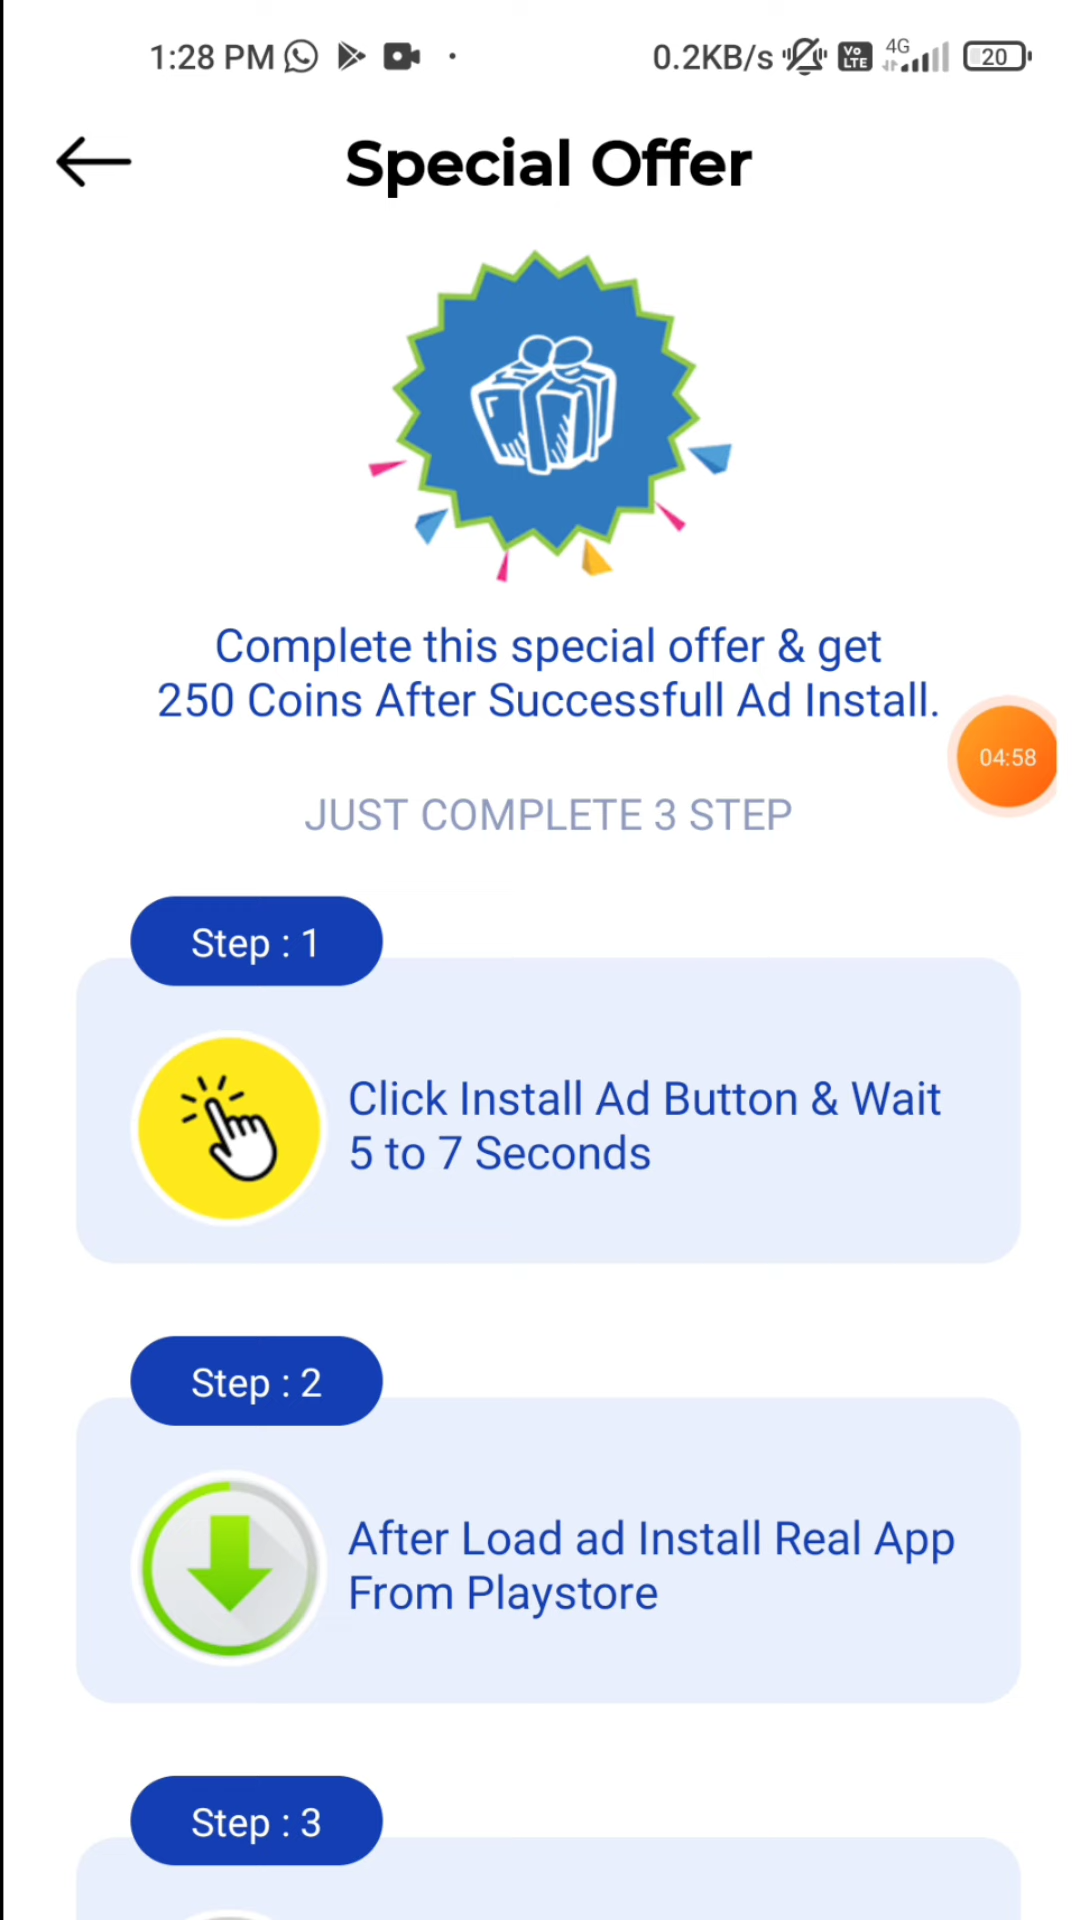 1:28 PM
0.2KB/s
Vo LTE
4G
20
Special Offer
Complete this special offer & get
250 Coins After Successfull Ad Install.
04:58
JUST COMPLETE 3 STEP
Step : 1
Click Install Ad Button & Wait
5 to 7 Seconds
Step : 2
After Load ad Install Real App
From Playstore
Step : 3